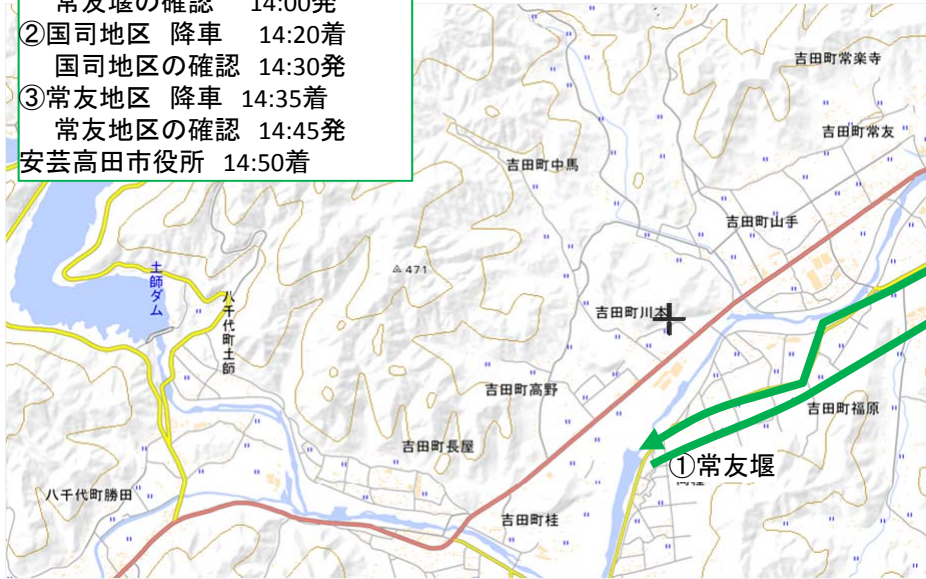 常友堰の確認 14:00発
②国司地区 降車 14:20着
国司地区の確認 14:30発
③常友地区 降車 14:35着
常友地区の確認 14:45発
安芸高田市役所 14:50着
吉田町常楽寺
吉田町常友
吉田町中馬
吉田町山手
土師ダム
471
八千代町土師
吉田町川本
吉田町高野
吉田町福原
吉田町長屋
①常友堰
八千代町勝田
吉田町桂